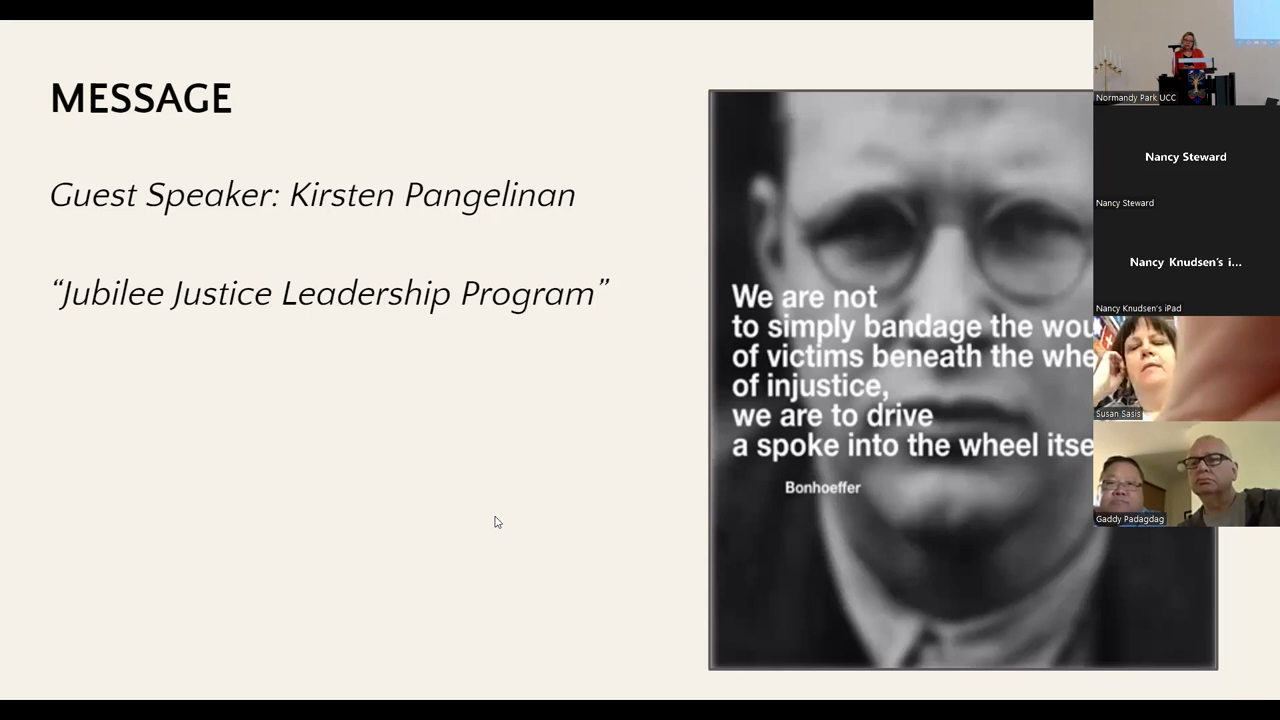 MESSAGE
Guest Speaker: Kirsten Pangelinan
“Jubilee Justice Leadership Program”
We are not
to simply bandage the wou
of victims beneath the whe
of injustice,
we are to drive
a spoke into the wheel itse
Bonhoeffer
Normandy Park UCC
Nancy Steward
Nancy Steward
Nancy Knudsen's i...
Nancy Knudsen's iPad
Susan Sasis
Gaddy Padagdag